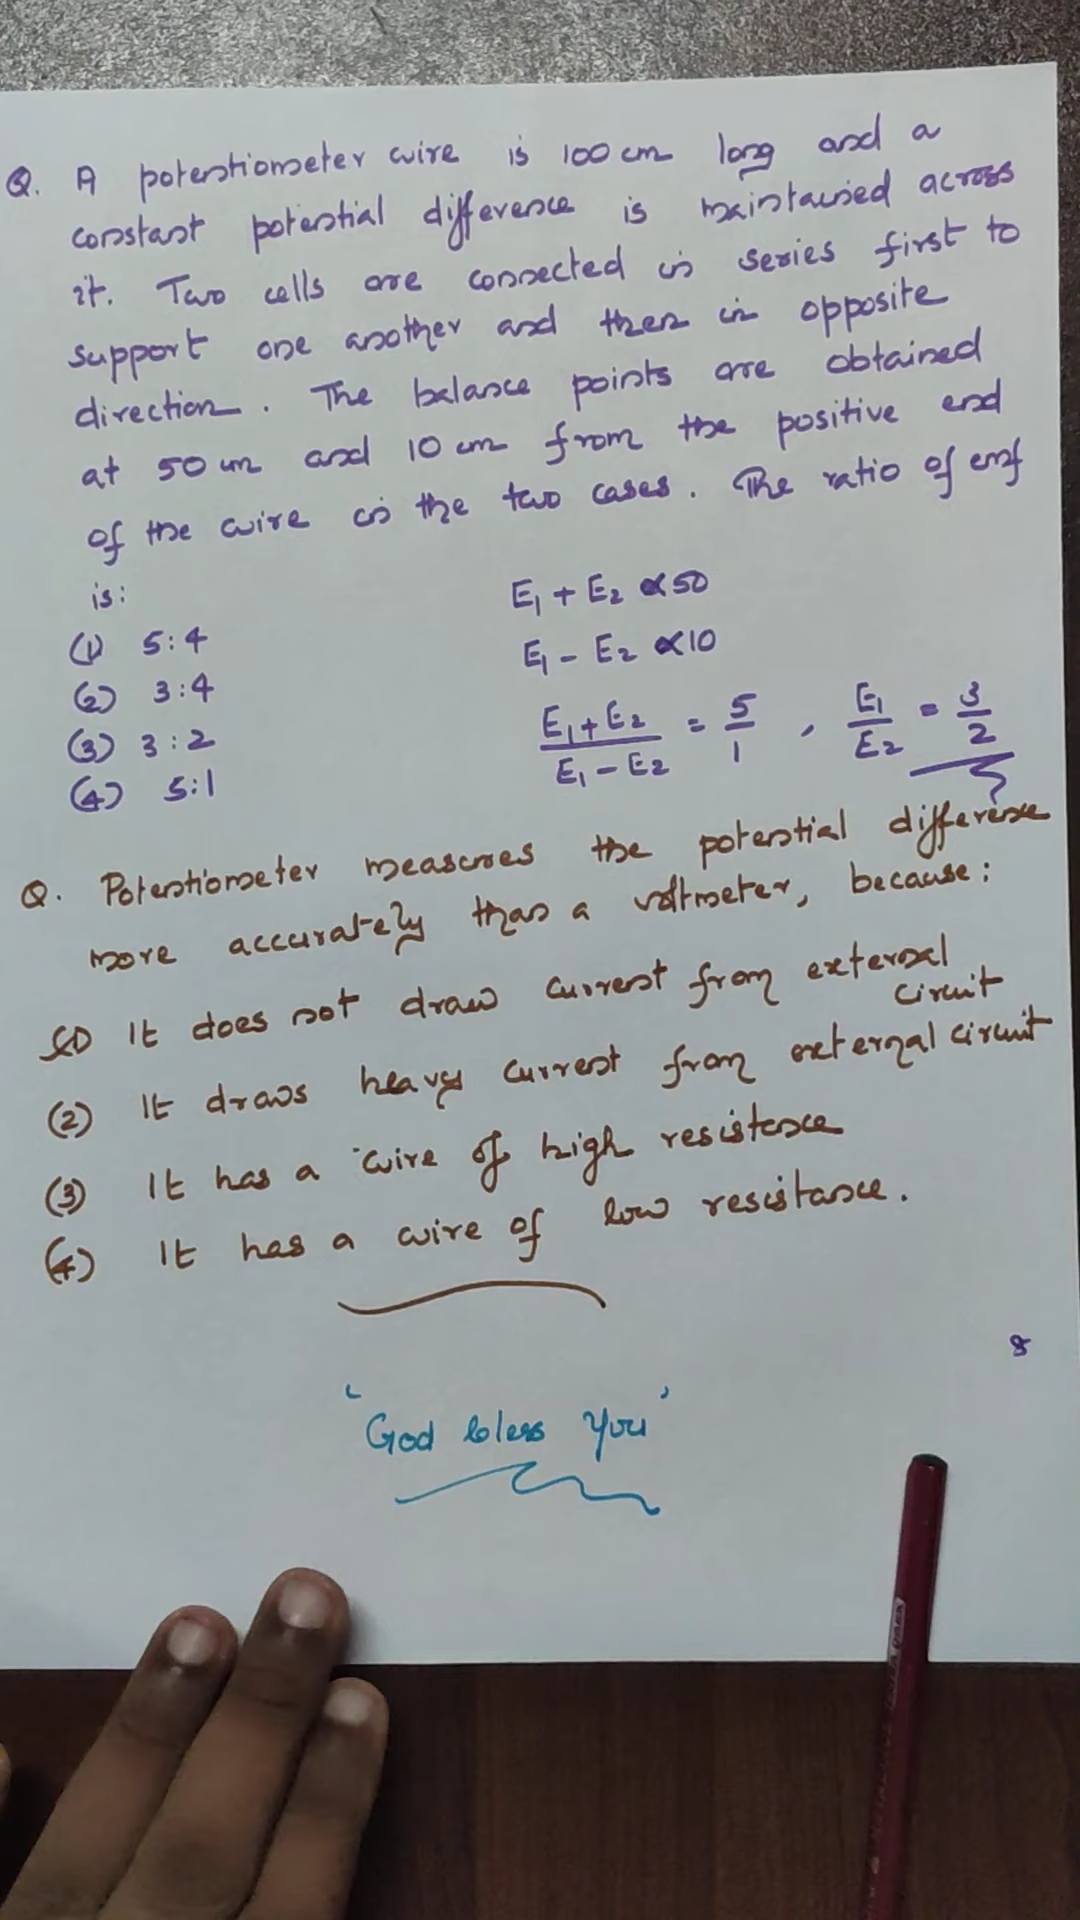 Q. A potentiometer wire is 100 cm long and a
constant potential difference is maintained across
it. Two cells are connected in series first to
support one another and then in opposite
direction. The balance points are obtained
at 50 cm and 10 cm from the positive end
of the wire in the two cases. The ratio of emf
is:
(1) 5:4
(2) 3:4
(3) 3:2
(4) 5:1
E₁ + E₂ ∝ 50
E₁ - E₂ ∝ 10
(E₁ + E₂)/(E₁ - E₂) = 5/1 , E₁/E₂ = 3/2
Q. Potentiometer measures the potential difference
more accurately than a voltmeter, because:
(1) It does not draw current from external
circuit
(2) It draws heavy current from external circuit
(3) It has a wire of high resistance
(4) It has a wire of low resistance.
8
'God bless you'